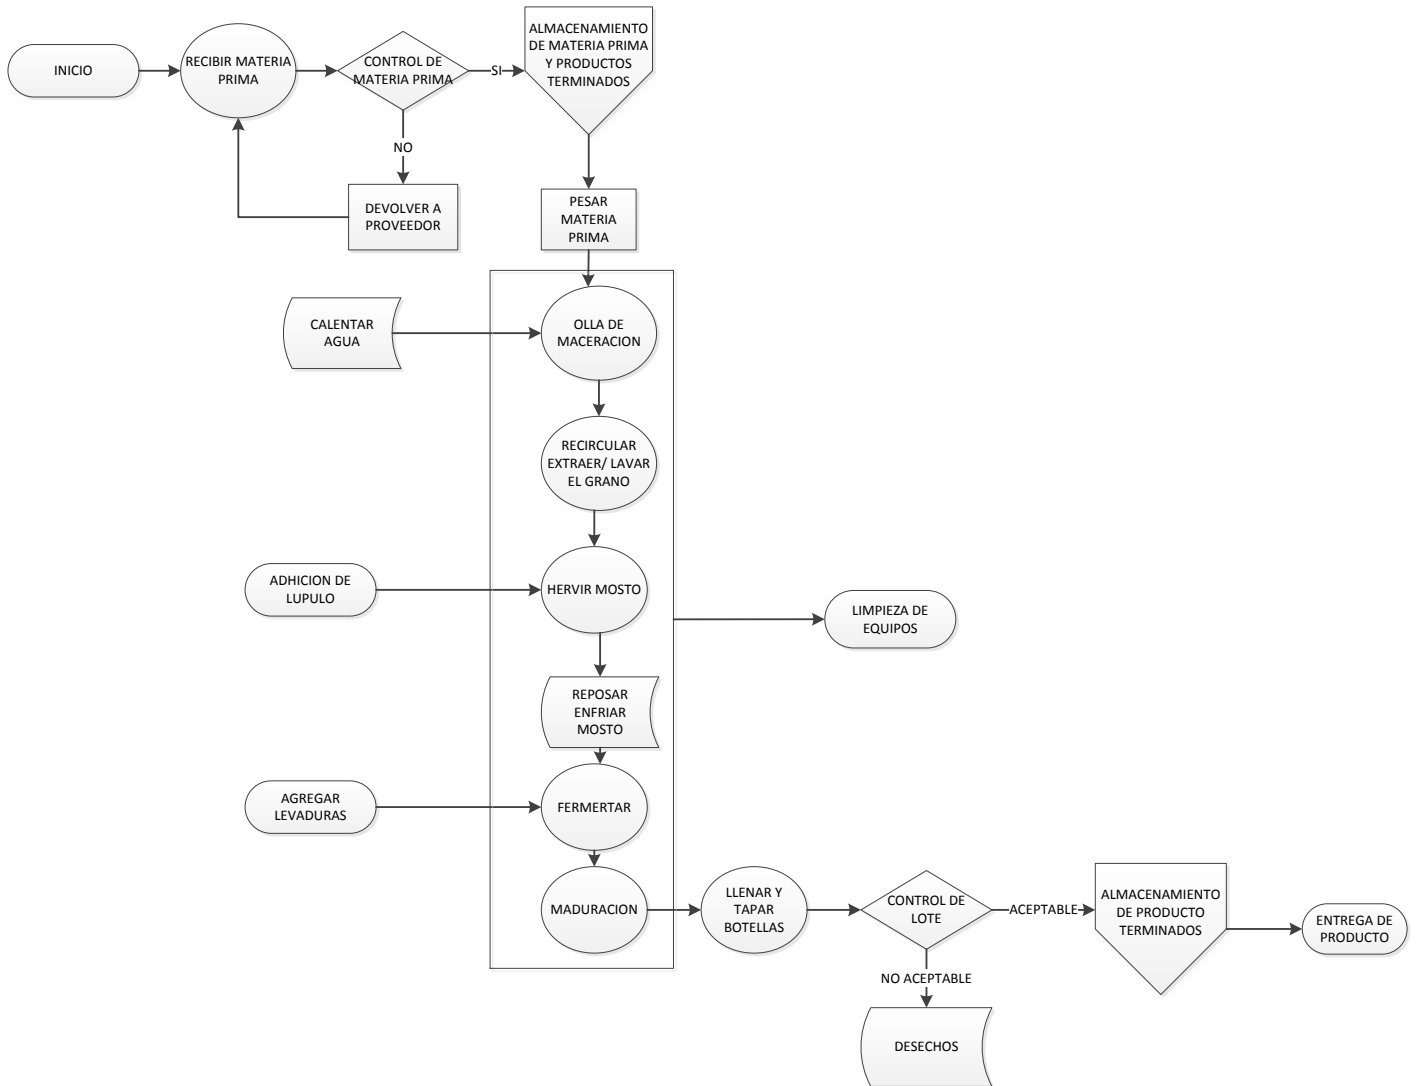 INICIO
RECIBIR MATERIA
PRIMA
CONTROL DE
MATERIA PRIMA
SI
ALMACENAMIENTO
DE MATERIA PRIMA
Y PRODUCTOS
TERMINADOS
NO
DEVOLVER A
PROVEEDOR
PESAR
MATERIA
PRIMA
CALENTAR
AGUA
OLLA DE
MACERACION
RECIRCULAR
EXTRAER/ LAVAR
EL GRANO
ADHICION DE
LUPULO
HERVIR MOSTO
LIMPIEZA DE
EQUIPOS
REPOSAR
ENFRIAR
MOSTO
AGREGAR
LEVADURAS
FERMERTAR
MADURACION
LLENAR Y
TAPAR
BOTELLAS
CONTROL DE
LOTE
ACEPTABLE
ALMACENAMIENTO
DE PRODUCTO
TERMINADOS
ENTREGA DE
PRODUCTO
NO ACEPTABLE
DESECHOS